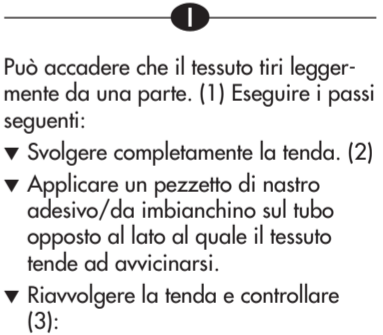 I
Può accadere che il tessuto tiri legger-
mente da una parte. (1) Eseguire i passi
seguenti:
▼ Svolgere completamente la tenda. (2)
▼ Applicare un pezzetto di nastro
adesivo/da imbianchino sul tubo
opposto al lato al quale il tessuto
tende ad avvicinarsi.
▼ Riavvolgere la tenda e controllare
(3):